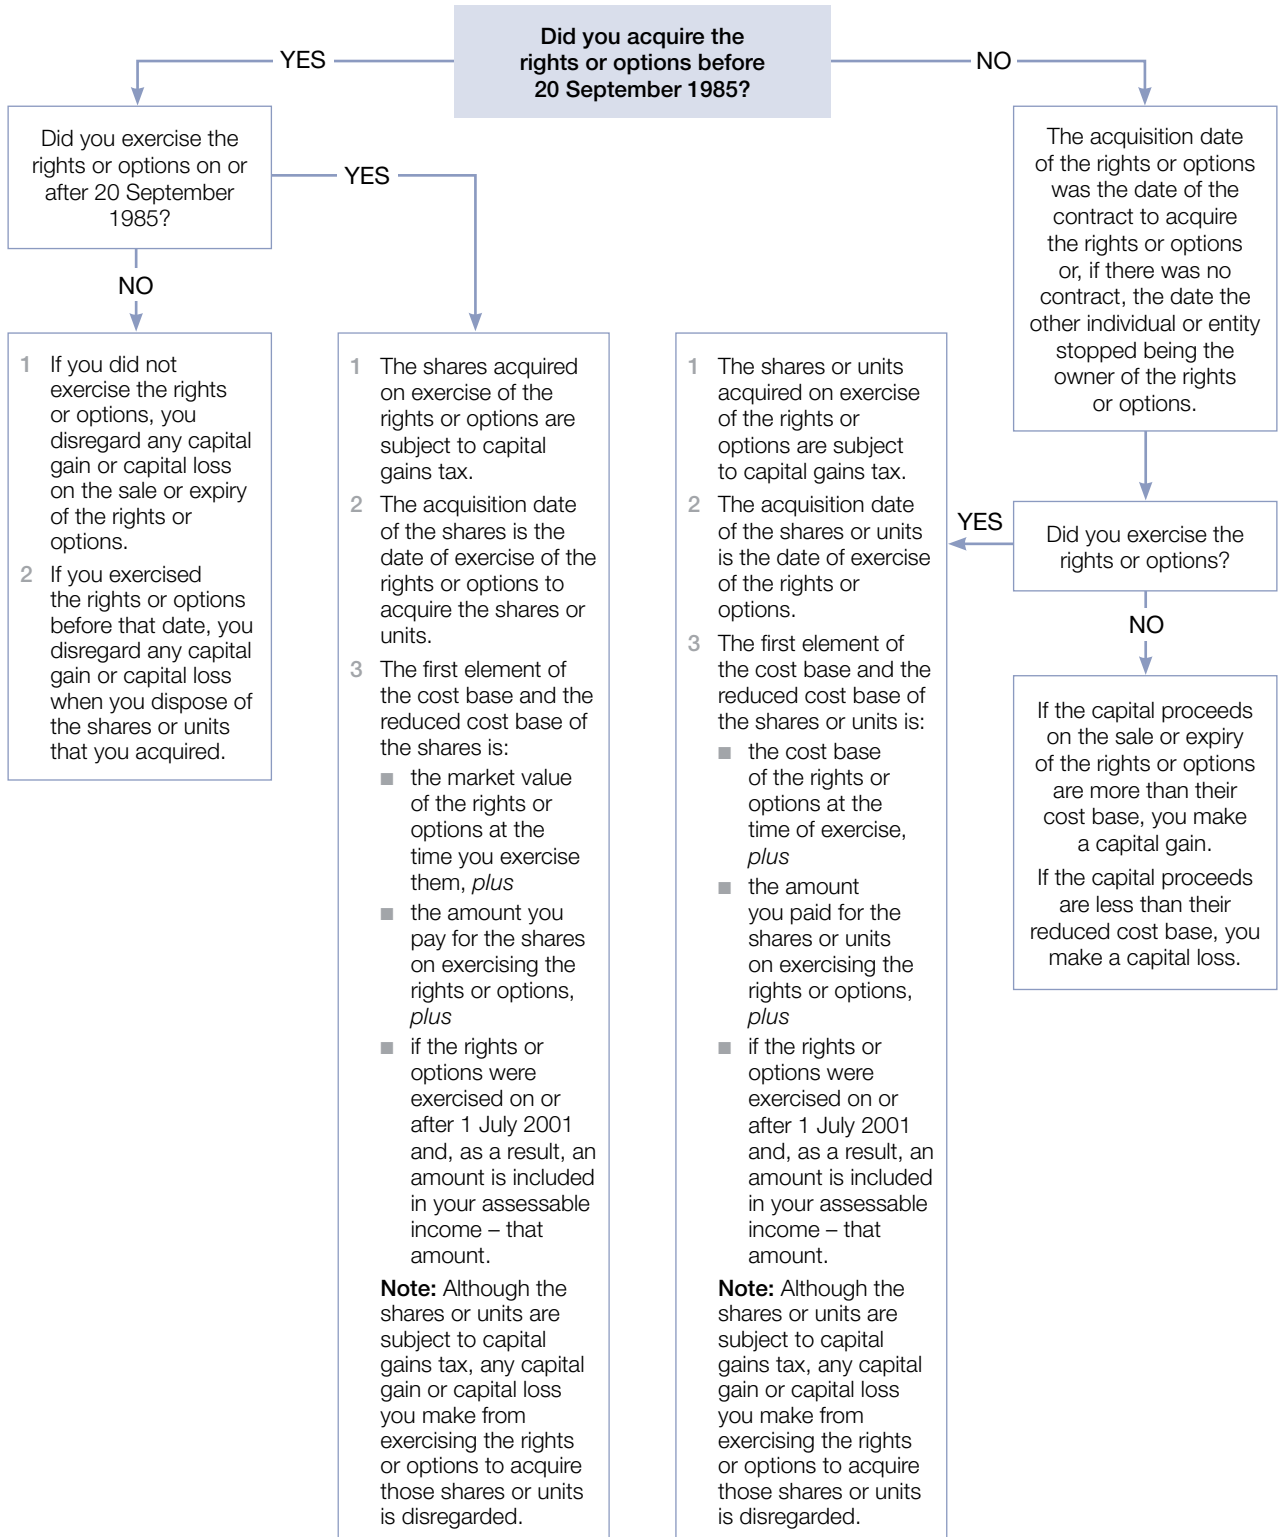 Did you acquire the
rights or options before
20 September 1985?
YES
NO
Did you exercise the
rights or options on or
after 20 September
1985?
YES
NO
1 If you did not
exercise the rights
or options, you
disregard any capital
gain or capital loss
on the sale or expiry
of the rights or
options.
2 If you exercised
the rights or options
before that date, you
disregard any capital
gain or capital loss
when you dispose of
the shares or units
that you acquired.
1 The shares acquired
on exercise of the
rights or options are
subject to capital
gains tax.
2 The acquisition date
of the shares is the
date of exercise of the
rights or options to
acquire the shares or
units.
3 The first element of
the cost base and the
reduced cost base of
the shares is:
■ the market value
of the rights or
options at the
time you exercise
them, plus
■ the amount you
pay for the shares
on exercising the
rights or options,
plus
■ if the rights or
options were
exercised on or
after 1 July 2001
and, as a result, an
amount is included
in your assessable
income – that
amount.
Note: Although the
shares or units are
subject to capital
gains tax, any capital
gain or capital loss
you make from
exercising the rights
or options to acquire
those shares or units
is disregarded.
The acquisition date
of the rights or options
was the date of the
contract to acquire
the rights or options
or, if there was no
contract, the date the
other individual or entity
stopped being the
owner of the rights
or options.
Did you exercise the
rights or options?
YES
NO
1 The shares or units
acquired on exercise
of the rights or
options are subject
to capital gains tax.
2 The acquisition date
of the shares or units
is the date of exercise
of the rights or
options.
3 The first element of
the cost base and the
reduced cost base of
the shares or units is:
■ the cost base
of the rights or
options at the
time of exercise,
plus
■ the amount
you paid for the
shares or units
on exercising the
rights or options,
plus
■ if the rights or
options were
exercised on or
after 1 July 2001
and, as a result, an
amount is included
in your assessable
income – that
amount.
Note: Although the
shares or units are
subject to capital
gains tax, any capital
gain or capital loss
you make from
exercising the rights
or options to acquire
those shares or units
is disregarded.
If the capital proceeds
on the sale or expiry
of the rights or options
are more than their
cost base, you make
a capital gain.
If the capital proceeds
are less than their
reduced cost base, you
make a capital loss.